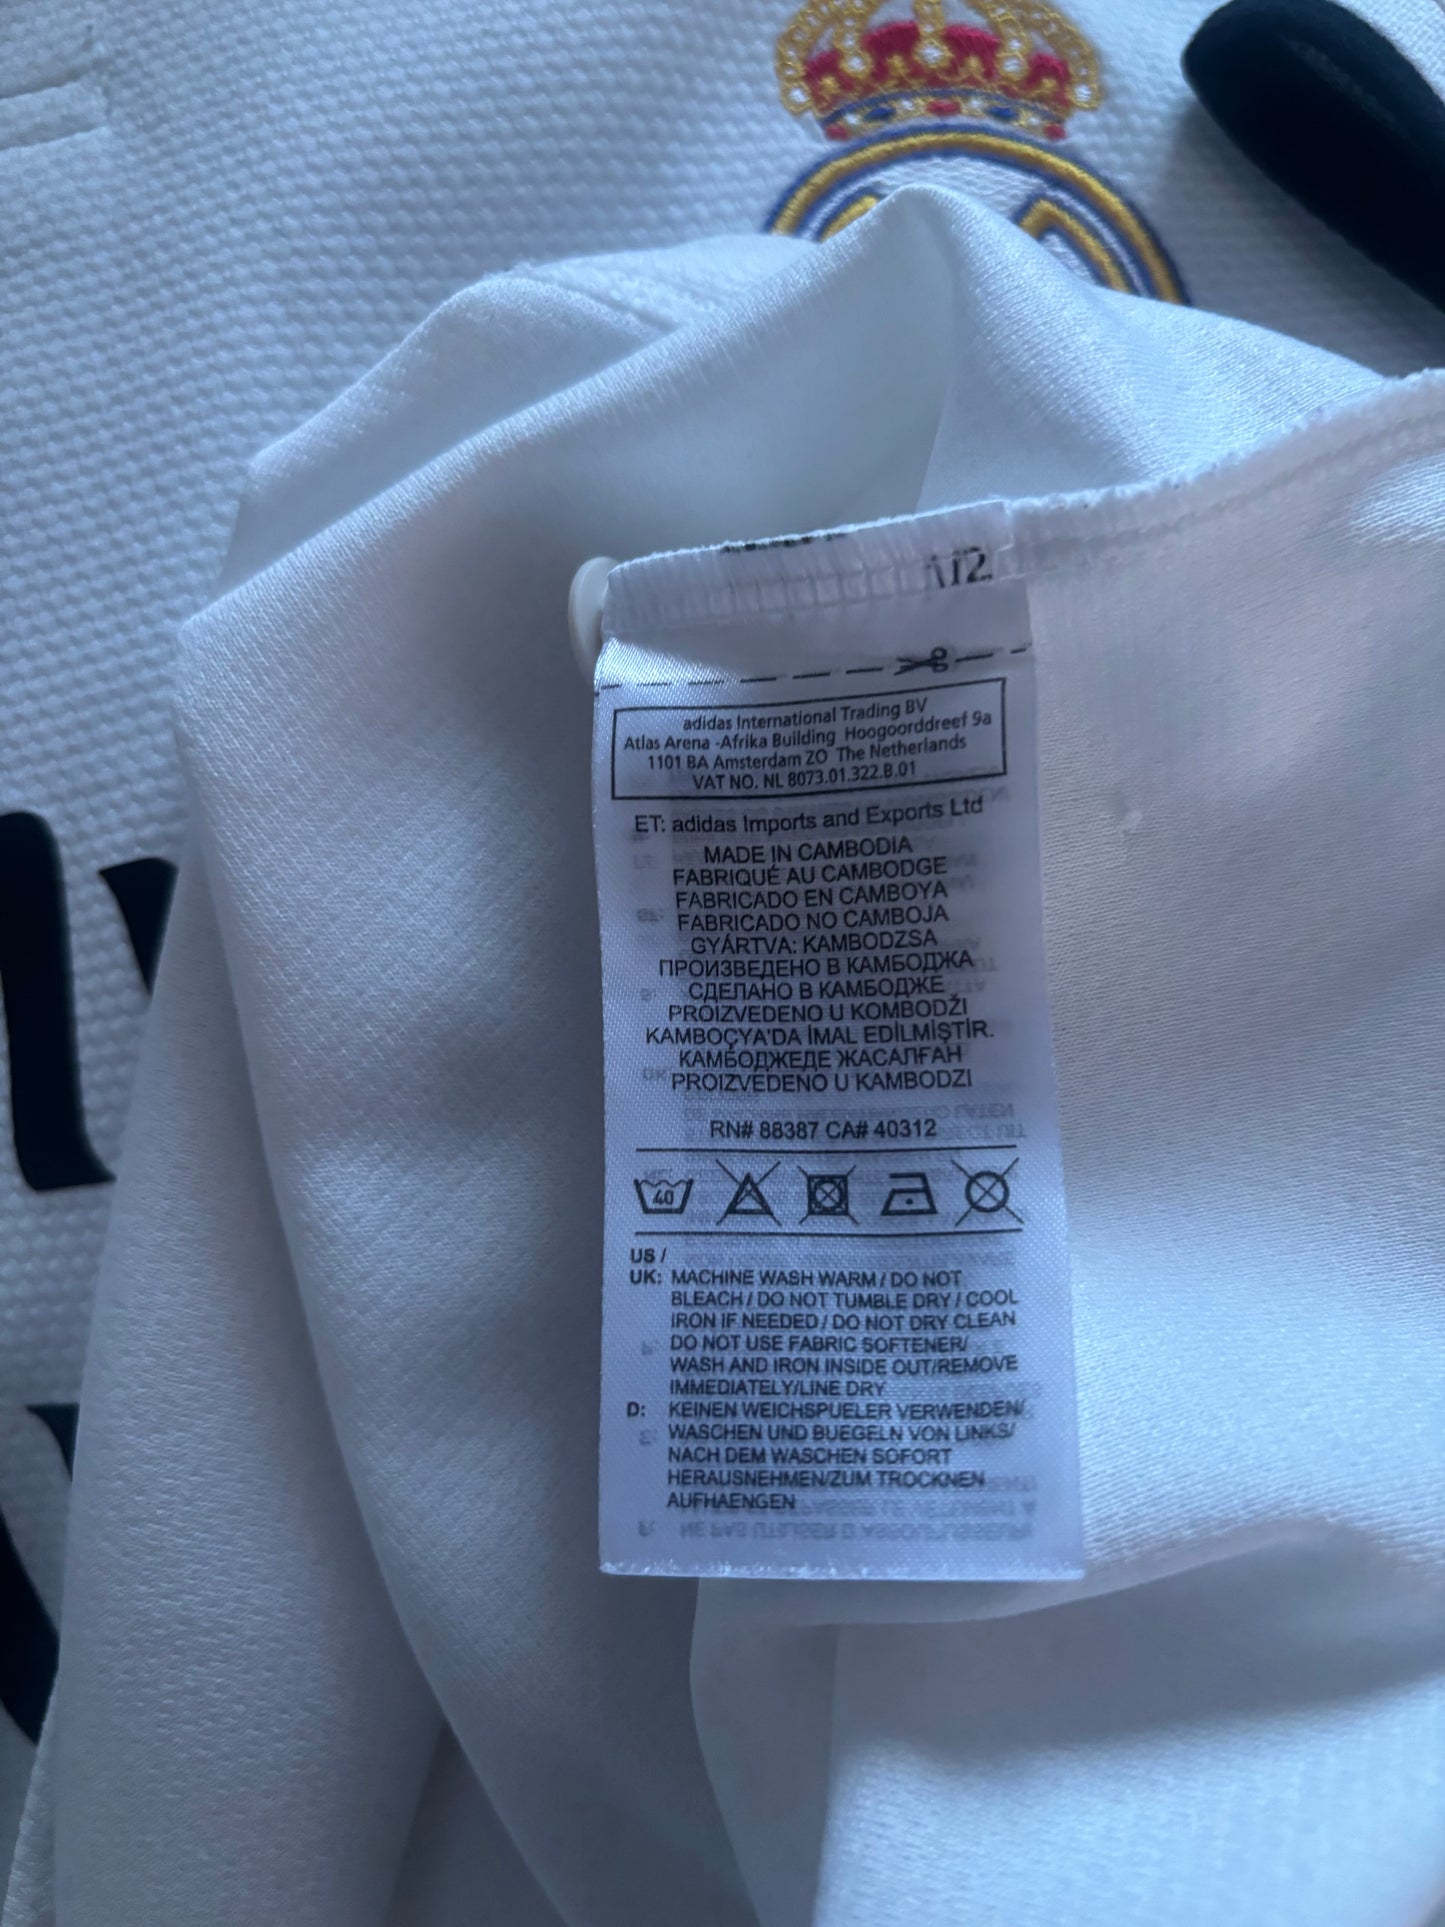 adidas International Trading BV
Atlas Arena -Afrika Building Hoogoorddreef 9a
1101 BA Amsterdam ZO The Netherlands
VAT NO. NL 8073.01.322.B.01
ET: adidas Imports and Exports Ltd
MADE IN CAMBODIA
FABRIQUÉ AU CAMBODGE
FABRICADO EN CAMBOYA
FABRICADO NO CAMBOJA
GYÁRTVA: KAMBODZSA
ПРОИЗВЕДЕНО В КАМБОДЖА
СДЕЛАНО В КАМБОДЖЕ
PROIZVEDENO U KOMBODŽI
KAMBOÇYA'DA İMAL EDİLMİŞTİR.
КАМБОДЖЕДЕ ЖАСАЛҒАН
PROIZVEDENO U KAMBODZI
RN# 88387 CA# 40312
40
US /
UK: MACHINE WASH WARM / DO NOT
BLEACH / DO NOT TUMBLE DRY / COOL
IRON IF NEEDED / DO NOT DRY CLEAN
DO NOT USE FABRIC SOFTENER/
WASH AND IRON INSIDE OUT/REMOVE
IMMEDIATELY/LINE DRY
D: KEINEN WEICHSPUELER VERWENDEN/
WASCHEN UND BUEGELN VON LINKS/
NACH DEM WASCHEN SOFORT
HERAUSNEHMEN/ZUM TROCKNEN
AUFHAENGEN